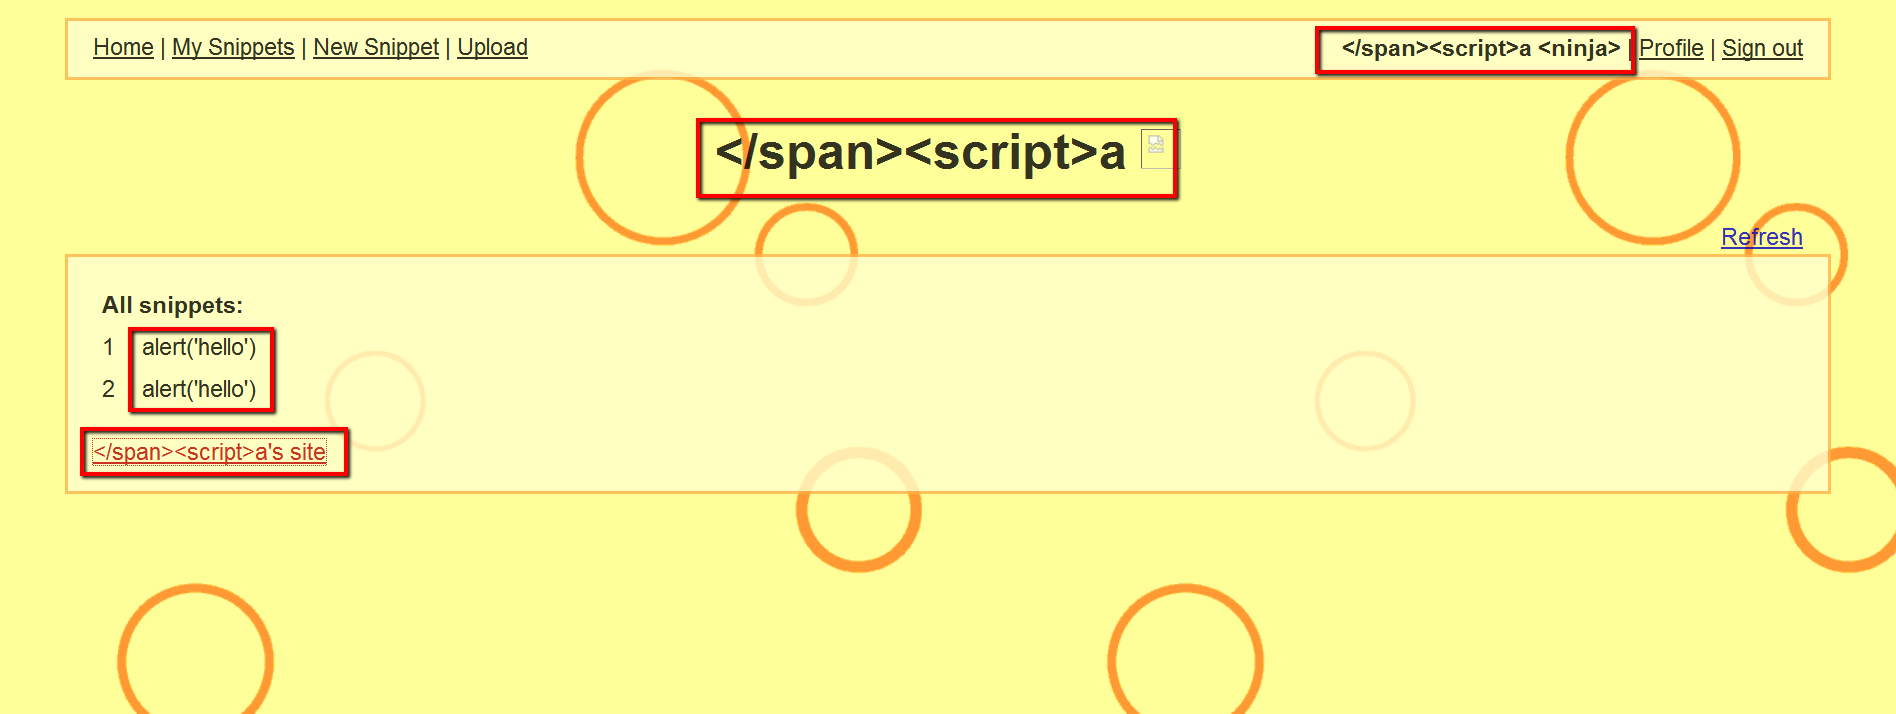 Home | My Snippets | New Snippet | Upload
</span><script>a <ninja> | Profile | Sign out
</span><script>a
Refresh
All snippets:
1 alert('hello')
2 alert('hello')
</span><script>a's site